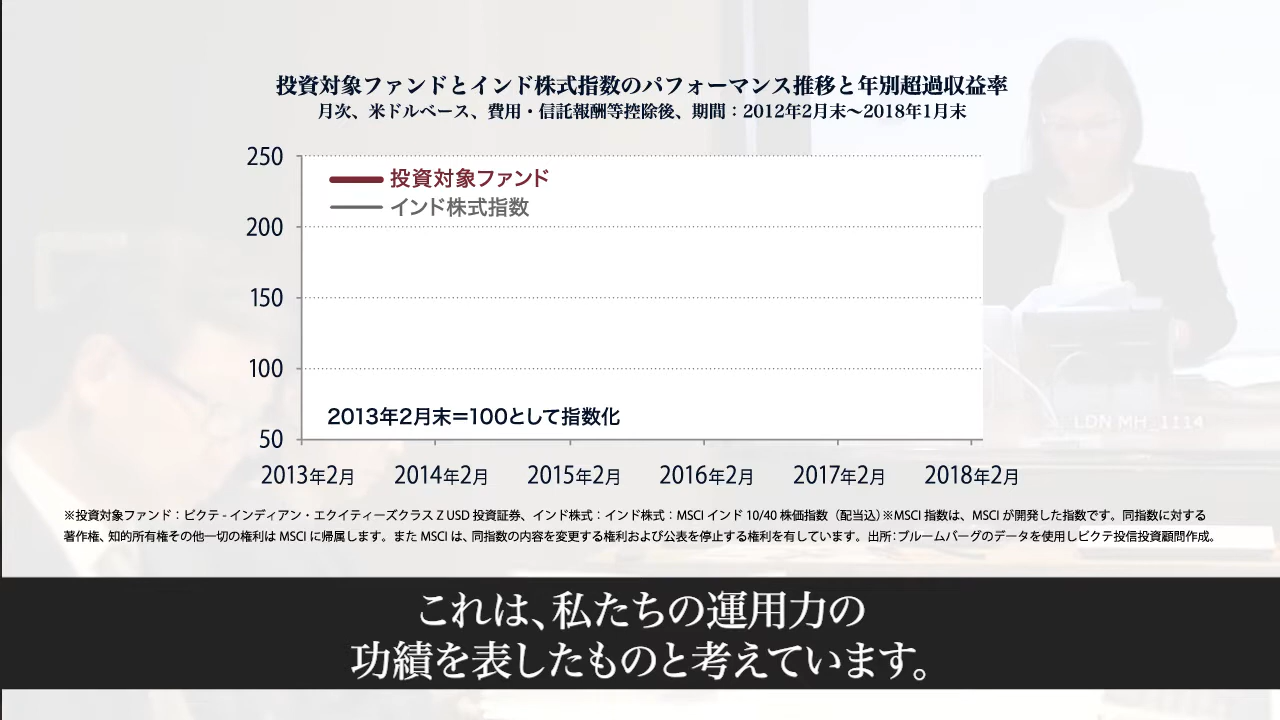 投資対象ファンドとインド株式指数のパフォーマンス推移と年別超過収益率
月次、米ドルベース、費用・信託報酬等控除後、期間：2012年2月末～2018年1月末
250
投資対象ファンド
インド株式指数
200
150
100
2013年2月末＝100として指数化
50
2013年2月 2014年2月 2015年2月 2016年2月 2017年2月 2018年2月
LDN MH_1114
※投資対象ファンド：ピクテ - インディアン・エクイティーズクラス Z USD 投資証券、インド株式：インド株式：MSCI インド 10/40 株価指数（配当込）※MSCI 指数は、MSCI が開発した指数です。同指数に対する
著作権、知的所有権その他一切の権利は MSCI に帰属します。また MSCI は、同指数の内容を変更する権利および公表を停止する権利を有しています。出所：ブルームバーグのデータを使用しピクテ投信投資顧問作成。
これは、私たちの運用力の
功績を表したものと考えています。